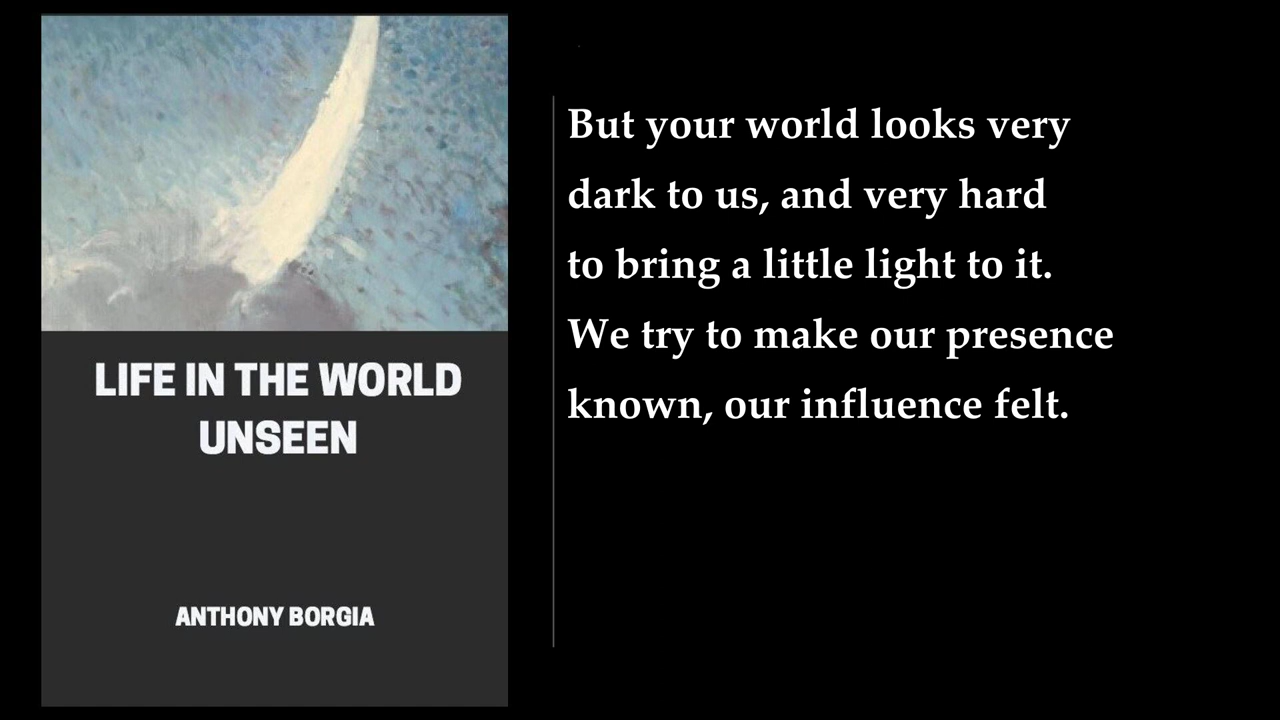 LIFE IN THE WORLD
UNSEEN
ANTHONY BORGIA
But your world looks very
dark to us, and very hard
to bring a little light to it.
We try to make our presence
known, our influence felt.